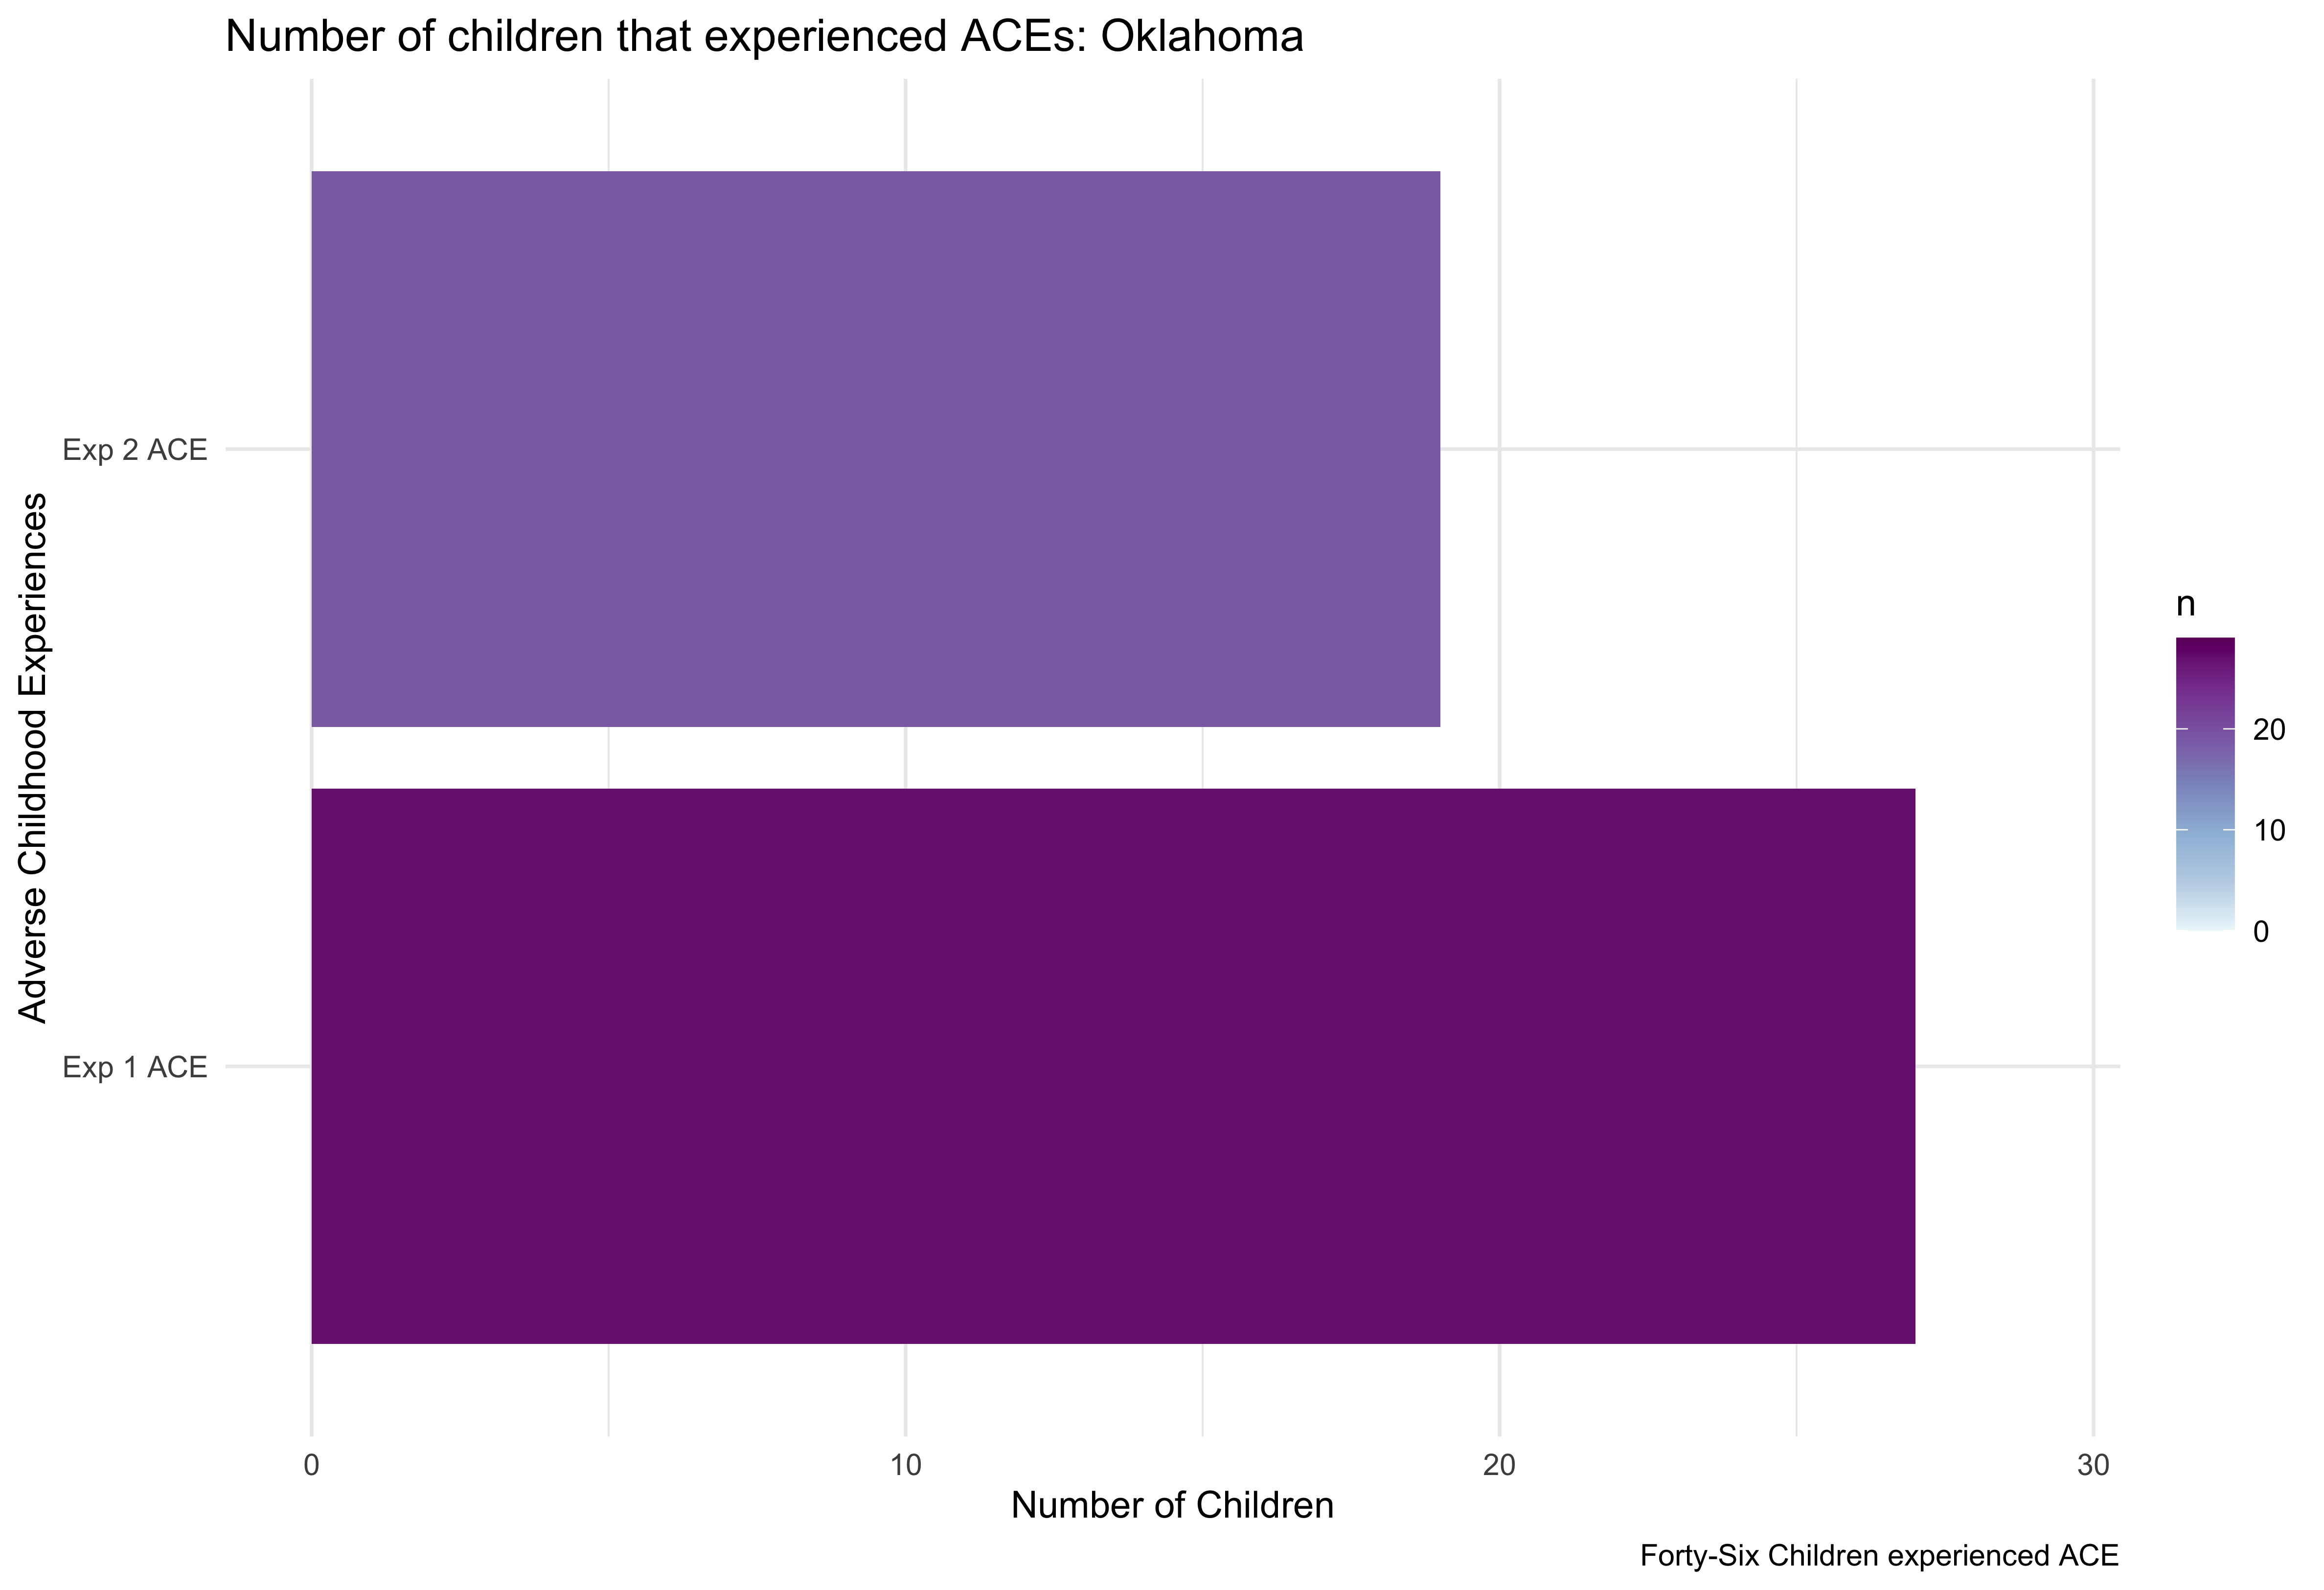 Number of children that experienced ACEs: Oklahoma
Adverse Childhood Experiences
Exp 2 ACE
Exp 1 ACE
0
10
20
30
Number of Children
n
20
10
0
Forty-Six Children experienced ACE